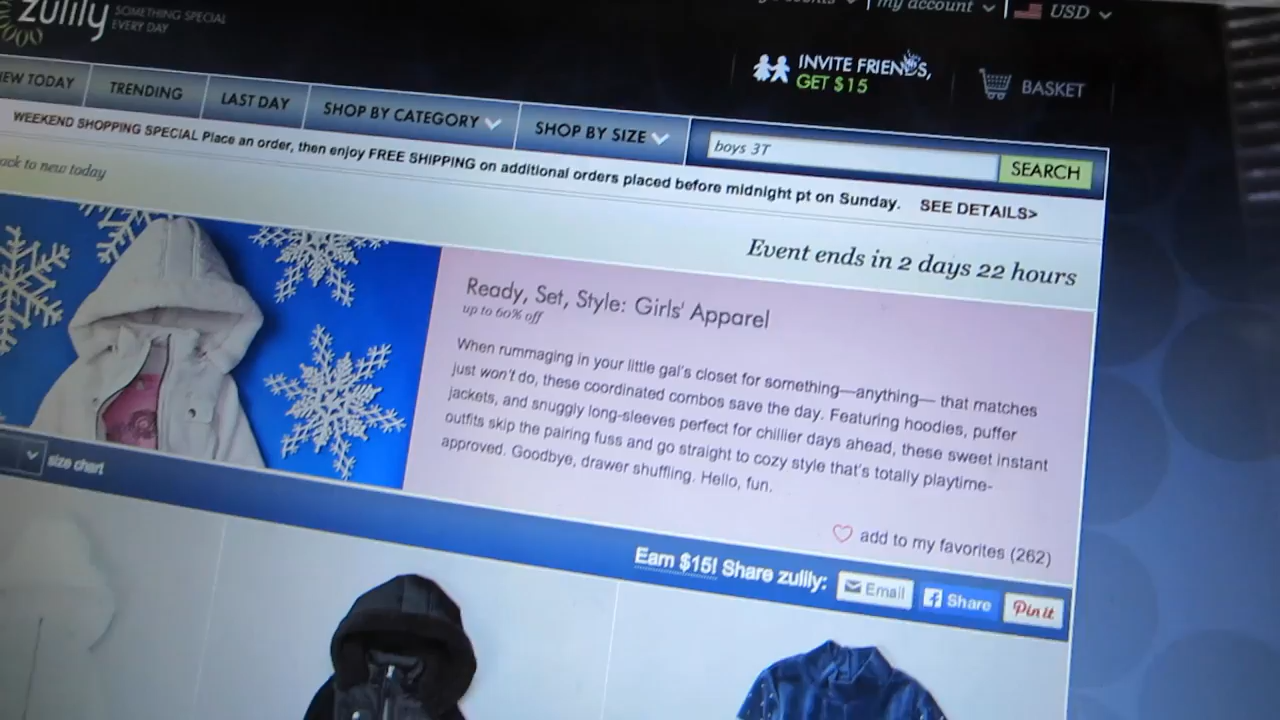 zulily SOMETHING SPECIAL
EVERY DAY
my account USD
INVITE FRIENDS,
GET $15
BASKET
TODAY
TRENDING
LAST DAY
SHOP BY CATEGORY
SHOP BY SIZE
boys 3T
SEARCH
WEEKEND SHOPPING SPECIAL Place an order, then enjoy FREE SHIPPING on additional orders placed before midnight pt on Sunday. SEE DETAILS>
to new today
Event ends in 2 days 22 hours
Ready, Set, Style: Girls' Apparel
up to 60% off
When rummaging in your little gal's closet for something—anything— that matches
just won't do, these coordinated combos save the day. Featuring hoodies, puffer
jackets, and snuggly long-sleeves perfect for chillier days ahead, these sweet instant
outfits skip the pairing fuss and go straight to cozy style that's totally playtime-
approved. Goodbye, drawer shuffling. Hello, fun.
add to my favorites (262)
size chart
Earn $15! Share zulily: Email Share Pin it